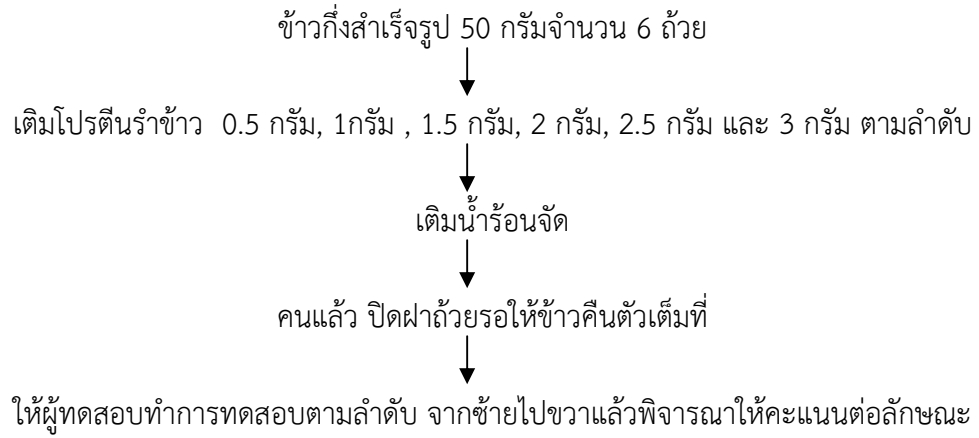 ข้าวกึ่งสำเร็จรูป 50 กรัมจำนวน 6 ถ้วย
เติมโปรตีนรำข้าว 0.5 กรัม, 1กรัม , 1.5 กรัม, 2 กรัม, 2.5 กรัม และ 3 กรัม ตามลำดับ
เติมน้ำร้อนจัด
คนแล้ว ปิดฝาถ้วยรอให้ข้าวคืนตัวเต็มที่
ให้ผู้ทดสอบทำการทดสอบตามลำดับ จากซ้ายไปขวาแล้วพิจารณาให้คะแนนต่อลักษณะ